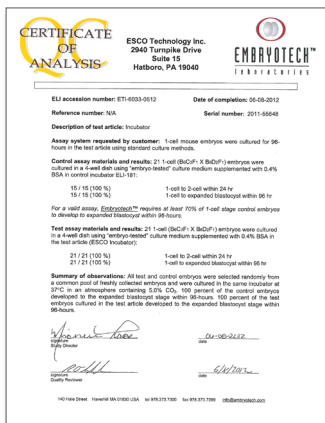 CERTIFICATE
OF
ANALYSIS
ESCO Technology Inc.
2940 Turnpike Drive
Suite 15
Hatboro, PA 19040
EMBRYOTECH™
laboratories
ELI accession number: ETI-6033-0512
Date of completion: 06-08-2012
Reference number: N/A
Serial number: 2011-55648
Description of test article: Incubator
Assay system requested by customer: 1-cell mouse embryos were cultured for 96-
hours in the test article using standard culture methods.
Control assay materials and results: 21 1-cell (B6C3F1 X B6D2F1) embryos were
cultured in a 4-well dish using "embryo-tested" culture medium supplemented with 0.4%
BSA in control incubator ELI-181:
15 / 15 (100 %) 1-cell to 2-cell within 24 hr
15 / 15 (100 %) 1-cell to expanded blastocyst within 96 hr
For a valid assay, Embryotech™ requires at least 70% of 1-cell stage control embryos
to develop to expanded blastocyst within 96-hours.
Test assay materials and results: 21 1-cell (B6C3F1 X B6D2F1) embryos were cultured
in a 4-well dish using "embryo-tested" culture medium supplemented with 0.4% BSA in
the test article (ESCO Incubator):
21 / 21 (100 %) 1-cell to 2-cell within 24 hr
21 / 21 (100 %) 1-cell to expanded blastocyst within 96 hr
Summary of observations: All test and control embryos were selected randomly from
a common pool of freshly collected embryos and were cultured in the same incubator at
37°C in an atmosphere containing 5.0% CO2. 100 percent of the control embryos
developed to the expanded blastocyst stage within 96-hours. 100 percent of the test
embryos cultured in the test article developed to the expanded blastocyst stage within
96-hours.
signature
Study Director
date
6/8/2012
signature
Quality Reviewer
date
140 Hale Street Haverhill MA 01830 USA tel 978.373.7300 fax 978.373.7399 info@embryotech.com